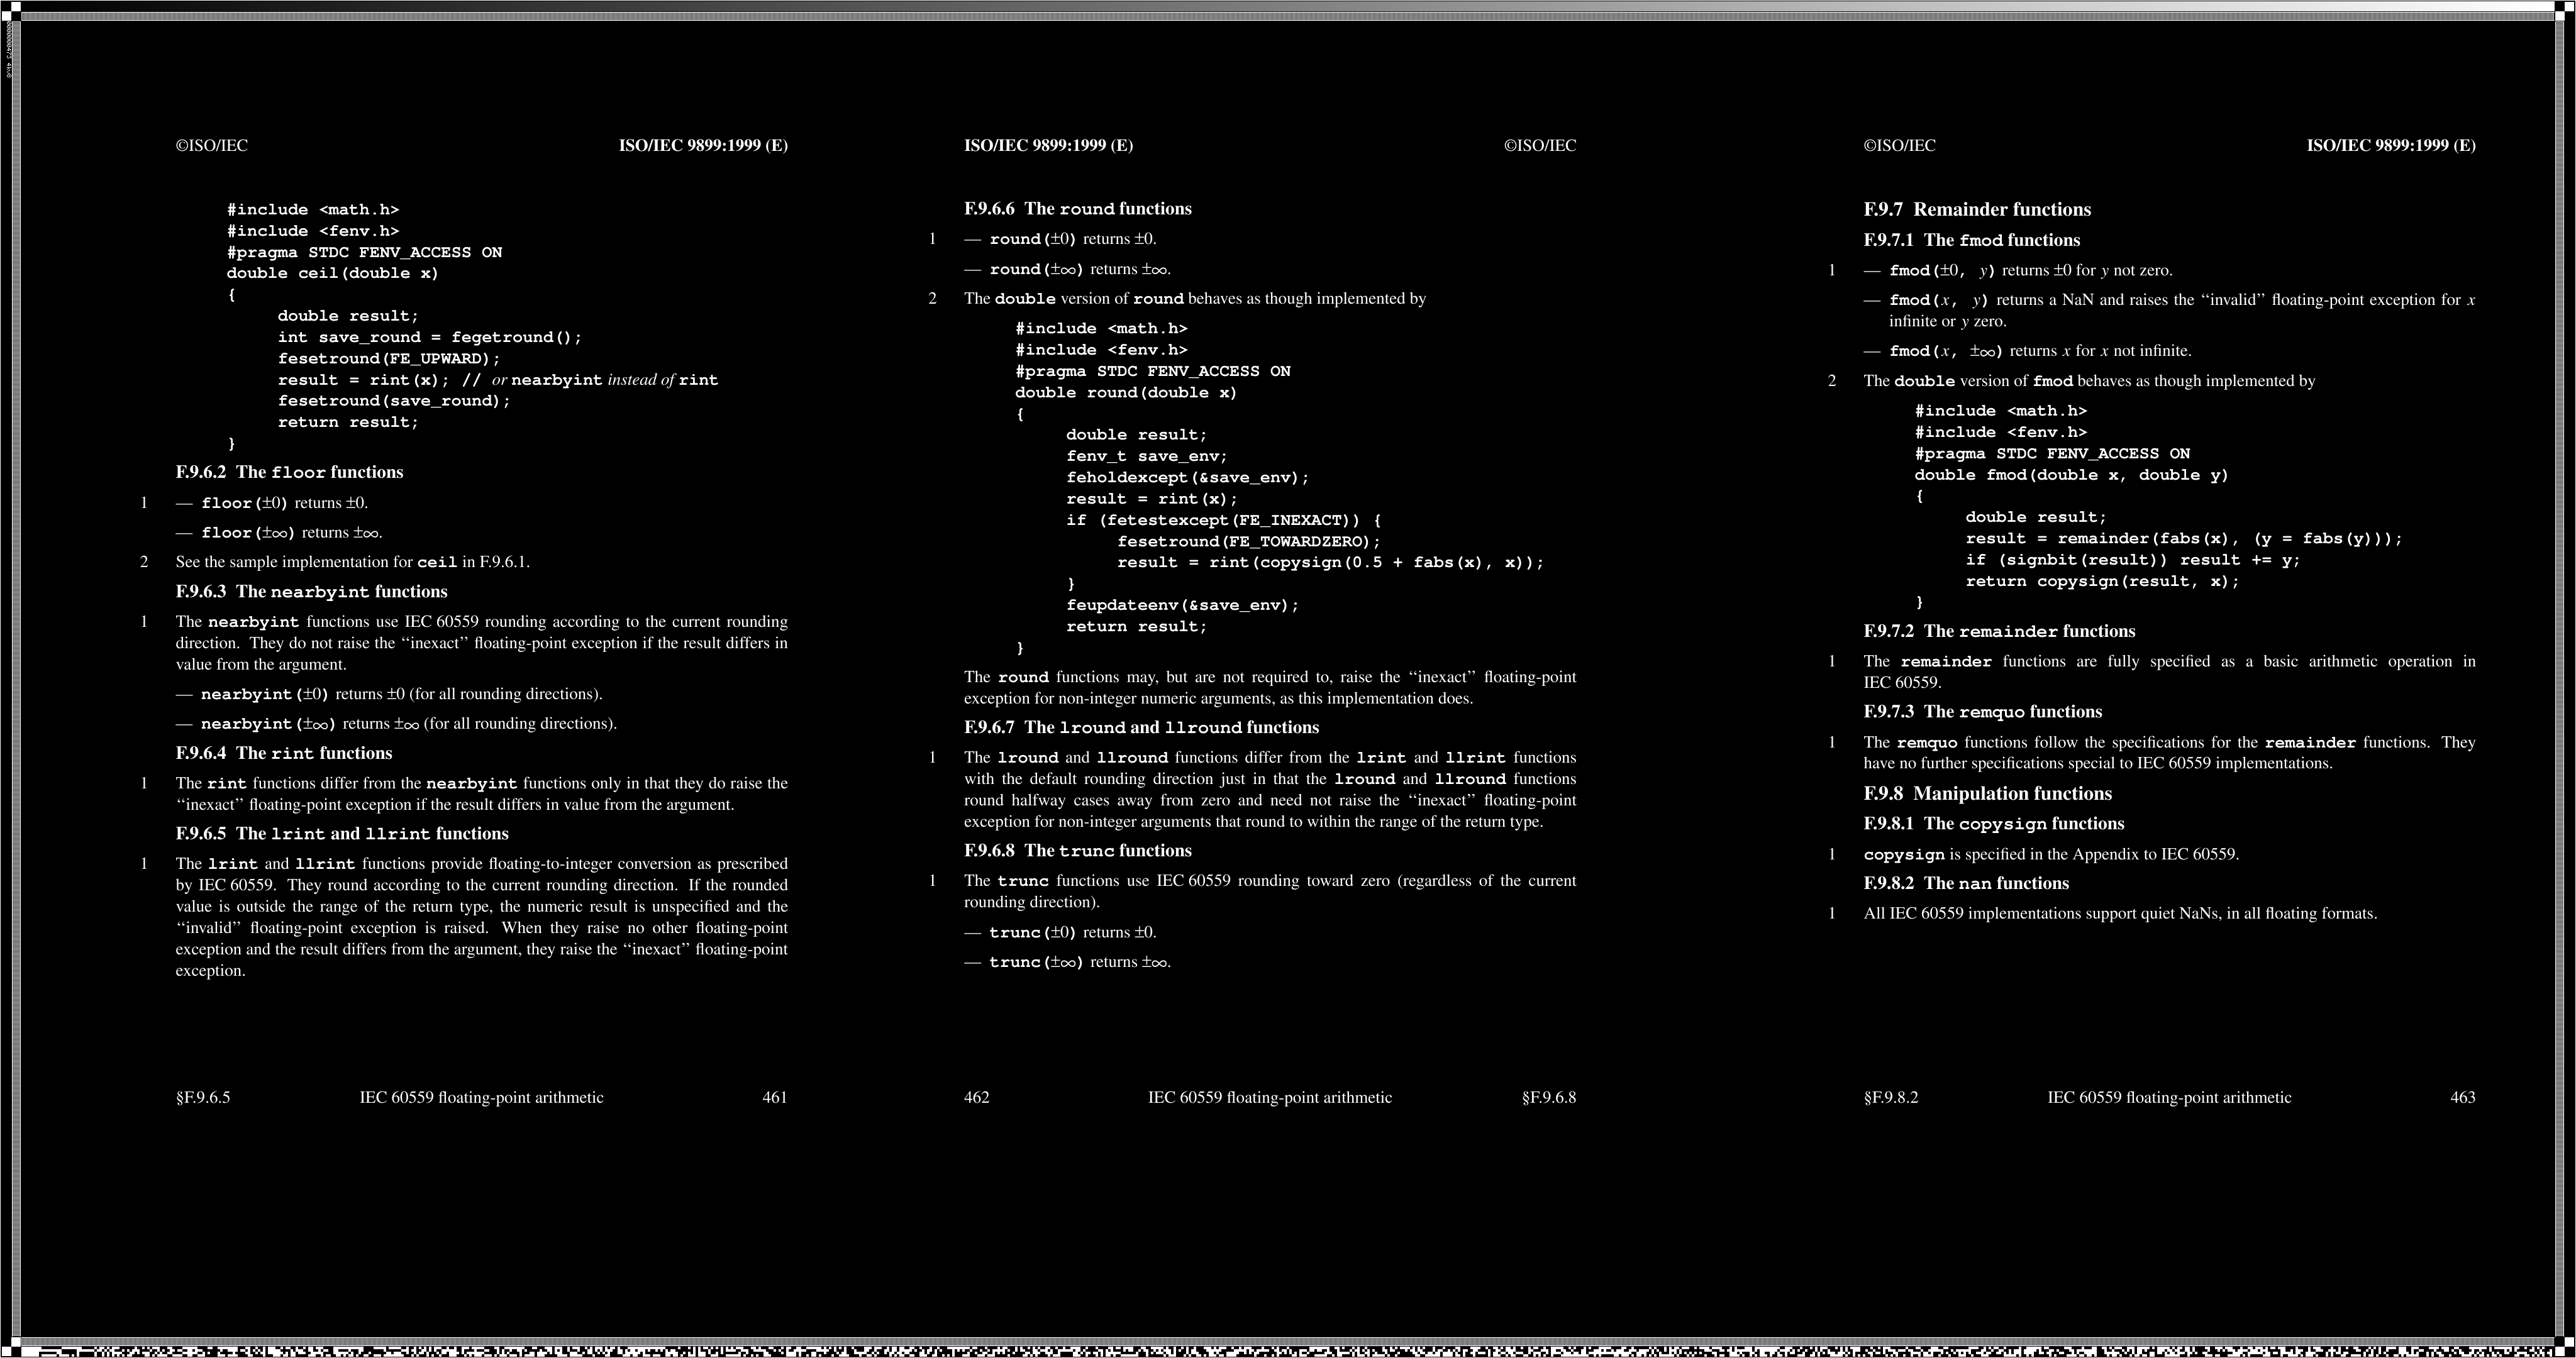 ©ISO/IEC ISO/IEC 9899:1999 (E)
#include <math.h>
#include <fenv.h>
#pragma STDC FENV_ACCESS ON
double ceil(double x)
{
double result;
int save_round = fegetround();
fesetround(FE_UPWARD);
result = rint(x); // or nearbyint instead of rint
fesetround(save_round);
return result;
}
F.9.6.2 The floor functions
1 — floor(±0) returns ±0.
— floor(±∞) returns ±∞.
2 See the sample implementation for ceil in F.9.6.1.
F.9.6.3 The nearbyint functions
1 The nearbyint functions use IEC 60559 rounding according to the current rounding
direction. They do not raise the ‘‘inexact’’ floating-point exception if the result differs in
value from the argument.
— nearbyint(±0) returns ±0 (for all rounding directions).
— nearbyint(±∞) returns ±∞ (for all rounding directions).
F.9.6.4 The rint functions
1 The rint functions differ from the nearbyint functions only in that they do raise the
‘‘inexact’’ floating-point exception if the result differs in value from the argument.
F.9.6.5 The lrint and llrint functions
1 The lrint and llrint functions provide floating-to-integer conversion as prescribed
by IEC 60559. They round according to the current rounding direction. If the rounded
value is outside the range of the return type, the numeric result is unspecified and the
‘‘invalid’’ floating-point exception is raised. When they raise no other floating-point
exception and the result differs from the argument, they raise the ‘‘inexact’’ floating-point
exception.
§F.9.6.5 IEC 60559 floating-point arithmetic 461
ISO/IEC 9899:1999 (E) ©ISO/IEC
F.9.6.6 The round functions
1 — round(±0) returns ±0.
— round(±∞) returns ±∞.
2 The double version of round behaves as though implemented by
#include <math.h>
#include <fenv.h>
#pragma STDC FENV_ACCESS ON
double round(double x)
{
double result;
fenv_t save_env;
feholdexcept(&save_env);
result = rint(x);
if (fetestexcept(FE_INEXACT)) {
fesetround(FE_TOWARDZERO);
result = rint(copysign(0.5 + fabs(x), x));
}
feupdateenv(&save_env);
return result;
}
The round functions may, but are not required to, raise the ‘‘inexact’’ floating-point
exception for non-integer numeric arguments, as this implementation does.
F.9.6.7 The lround and llround functions
1 The lround and llround functions differ from the lrint and llrint functions
with the default rounding direction just in that the lround and llround functions
round halfway cases away from zero and need not raise the ‘‘inexact’’ floating-point
exception for non-integer arguments that round to within the range of the return type.
F.9.6.8 The trunc functions
1 The trunc functions use IEC 60559 rounding toward zero (regardless of the current
rounding direction).
— trunc(±0) returns ±0.
— trunc(±∞) returns ±∞.
462 IEC 60559 floating-point arithmetic §F.9.6.8
©ISO/IEC ISO/IEC 9899:1999 (E)
F.9.7 Remainder functions
F.9.7.1 The fmod functions
1 — fmod(±0, y) returns ±0 for y not zero.
— fmod(x, y) returns a NaN and raises the ‘‘invalid’’ floating-point exception for x
infinite or y zero.
— fmod(x, ±∞) returns x for x not infinite.
2 The double version of fmod behaves as though implemented by
#include <math.h>
#include <fenv.h>
#pragma STDC FENV_ACCESS ON
double fmod(double x, double y)
{
double result;
result = remainder(fabs(x), (y = fabs(y)));
if (signbit(result)) result += y;
return copysign(result, x);
}
F.9.7.2 The remainder functions
1 The remainder functions are fully specified as a basic arithmetic operation in
IEC 60559.
F.9.7.3 The remquo functions
1 The remquo functions follow the specifications for the remainder functions. They
have no further specifications special to IEC 60559 implementations.
F.9.8 Manipulation functions
F.9.8.1 The copysign functions
1 copysign is specified in the Appendix to IEC 60559.
F.9.8.2 The nan functions
1 All IEC 60559 implementations support quiet NaNs, in all floating formats.
§F.9.8.2 IEC 60559 floating-point arithmetic 463